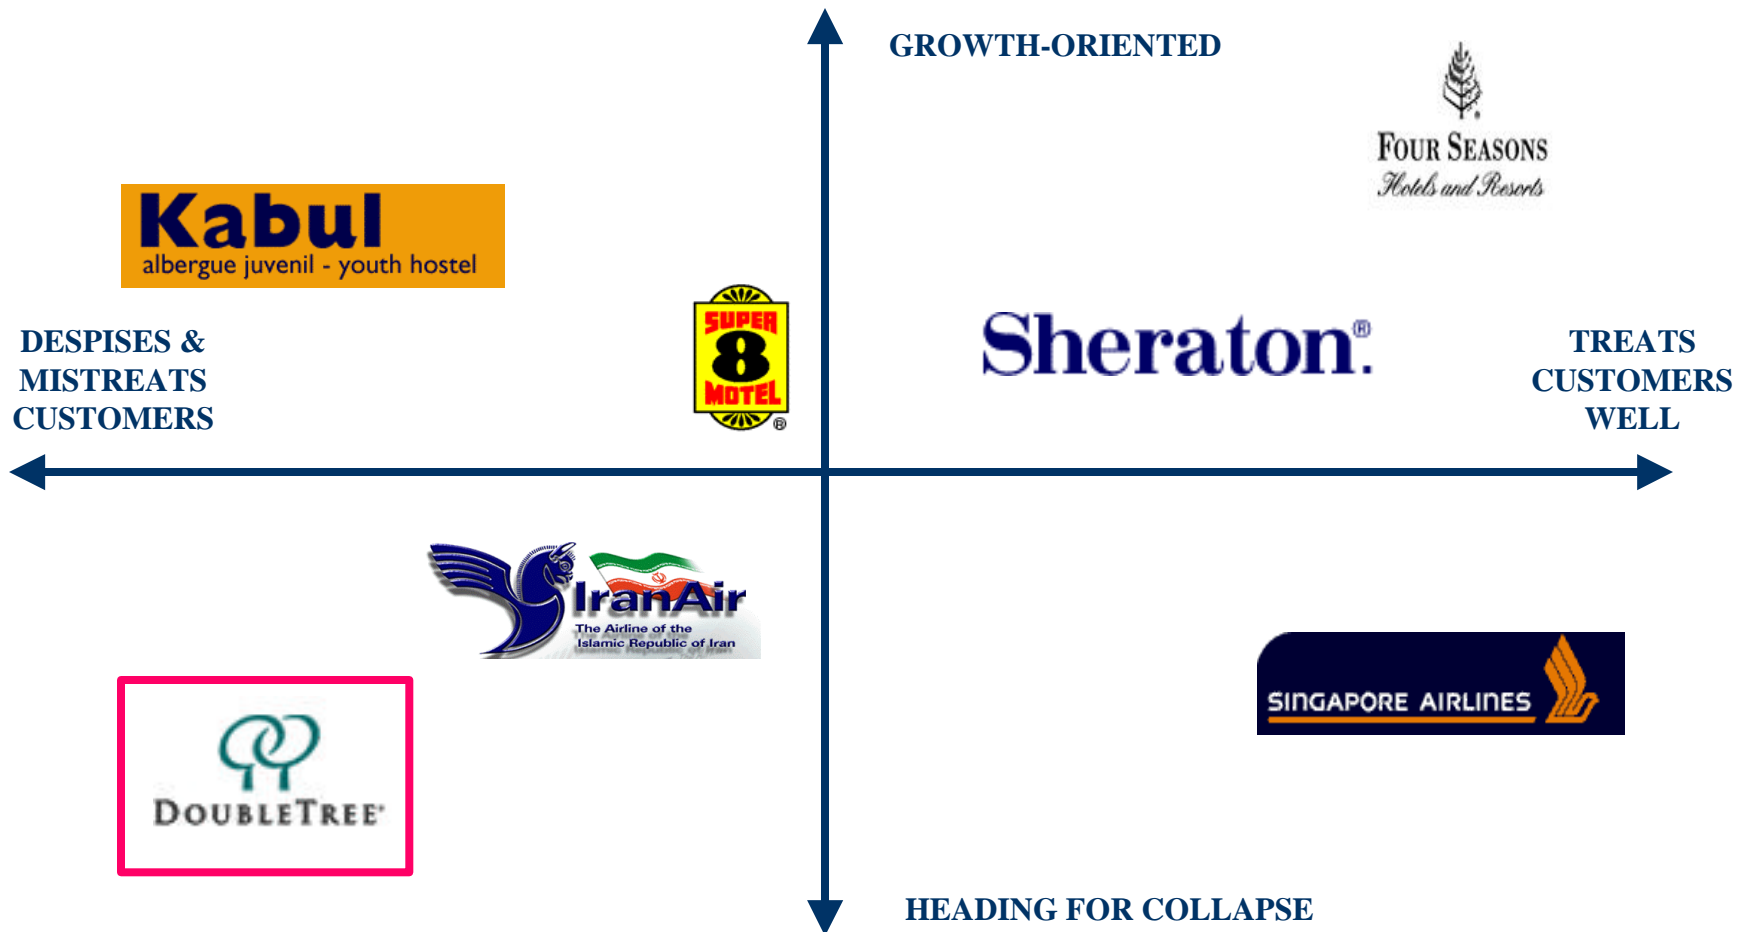 GROWTH-ORIENTED
FOUR SEASONS
Hotels and Resorts
Kabul
albergue juvenil - youth hostel
SUPER
8
MOTEL
®
Sheraton®.
DESPISES &
MISTREATS
CUSTOMERS
TREATS
CUSTOMERS
WELL
IranAir
The Airline of the
Islamic Republic of Iran
SINGAPORE AIRLINES
DOUBLETREE
HEADING FOR COLLAPSE